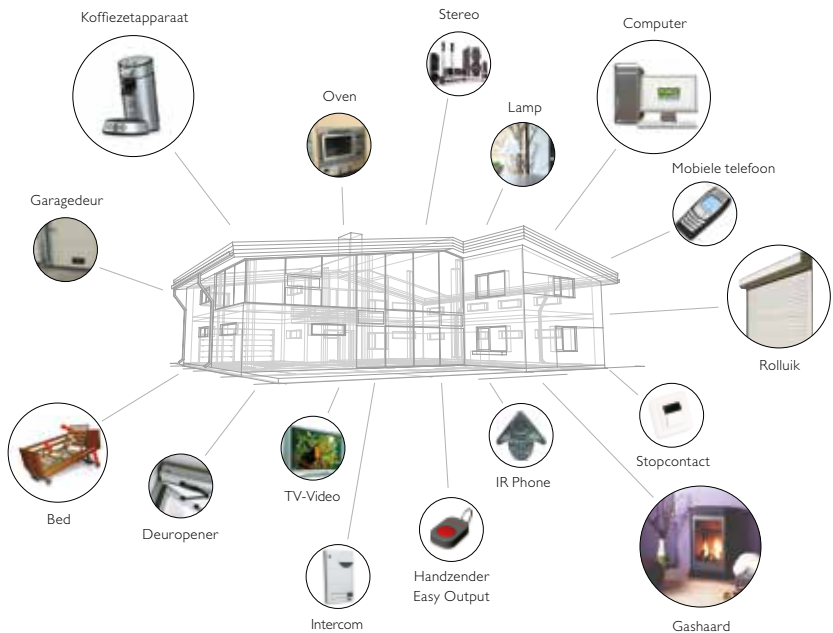 Koffiezetapparaat
Stereo
Computer
Oven
Lamp
Mobiele telefoon
Garagedeur
Rolluik
Stopcontact
IR Phone
TV-Video
Bed
Deuropener
Handzender
Easy Output
Intercom
Gashaard